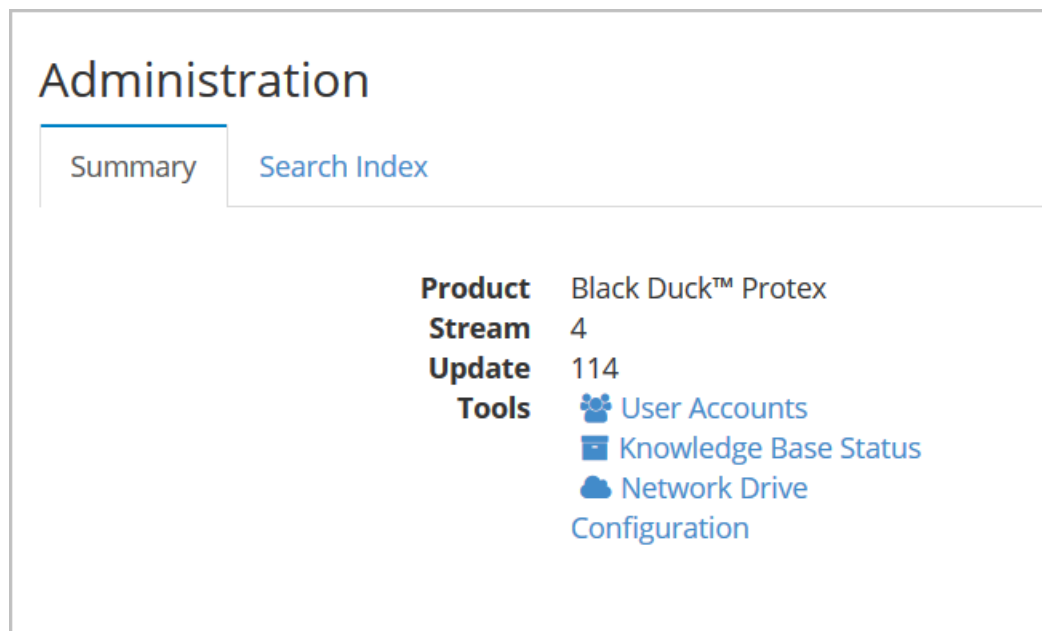 Administration
Summary Search Index
Product Black Duck™ Protex
Stream 4
Update 114
Tools User Accounts
Knowledge Base Status
Network Drive
Configuration